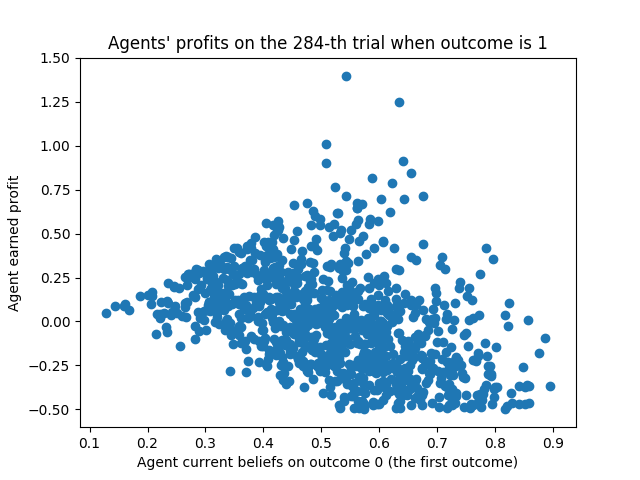 Agents' profits on the 284-th trial when outcome is 1
1.50
1.25
1.00
0.75
0.50
0.25
0.00
−0.25
−0.50
Agent earned profit
0.1 0.2 0.3 0.4 0.5 0.6 0.7 0.8 0.9
Agent current beliefs on outcome 0 (the first outcome)